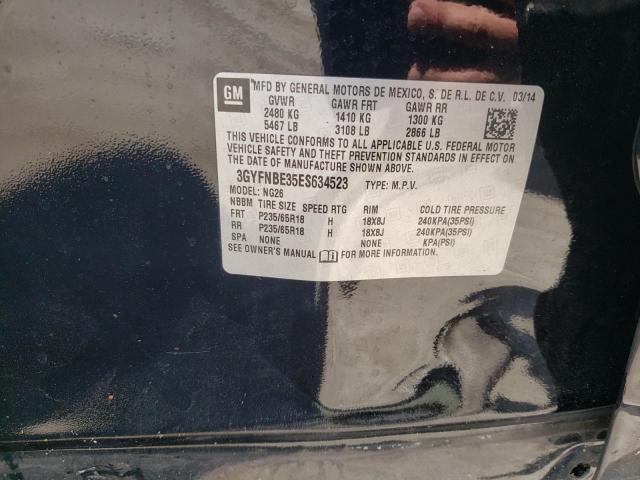 GM
MFD BY GENERAL MOTORS DE MEXICO, S. DE R.L. DE C.V. 03/14
GVWR GAWR FRT GAWR RR
2480 KG 1410 KG 1300 KG
5467 LB 3108 LB 2866 LB
THIS VEHICLE CONFORMS TO ALL APPLICABLE U.S. FEDERAL MOTOR
VEHICLE SAFETY AND THEFT PREVENTION STANDARDS IN EFFECT ON
THE DATE OF MANUFACTURE SHOWN ABOVE.
3GYFNBE35ES634523 TYPE: M.P.V.
MODEL: NG26
NBBM TIRE SIZE SPEED RTG RIM COLD TIRE PRESSURE
FRT P235/65R18 H 18X8J 240KPA(35PSI)
RR P235/65R18 H 18X8J 240KPA(35PSI)
SPA NONE NONE KPA(PSI)
SEE OWNER'S MANUAL FOR MORE INFORMATION.